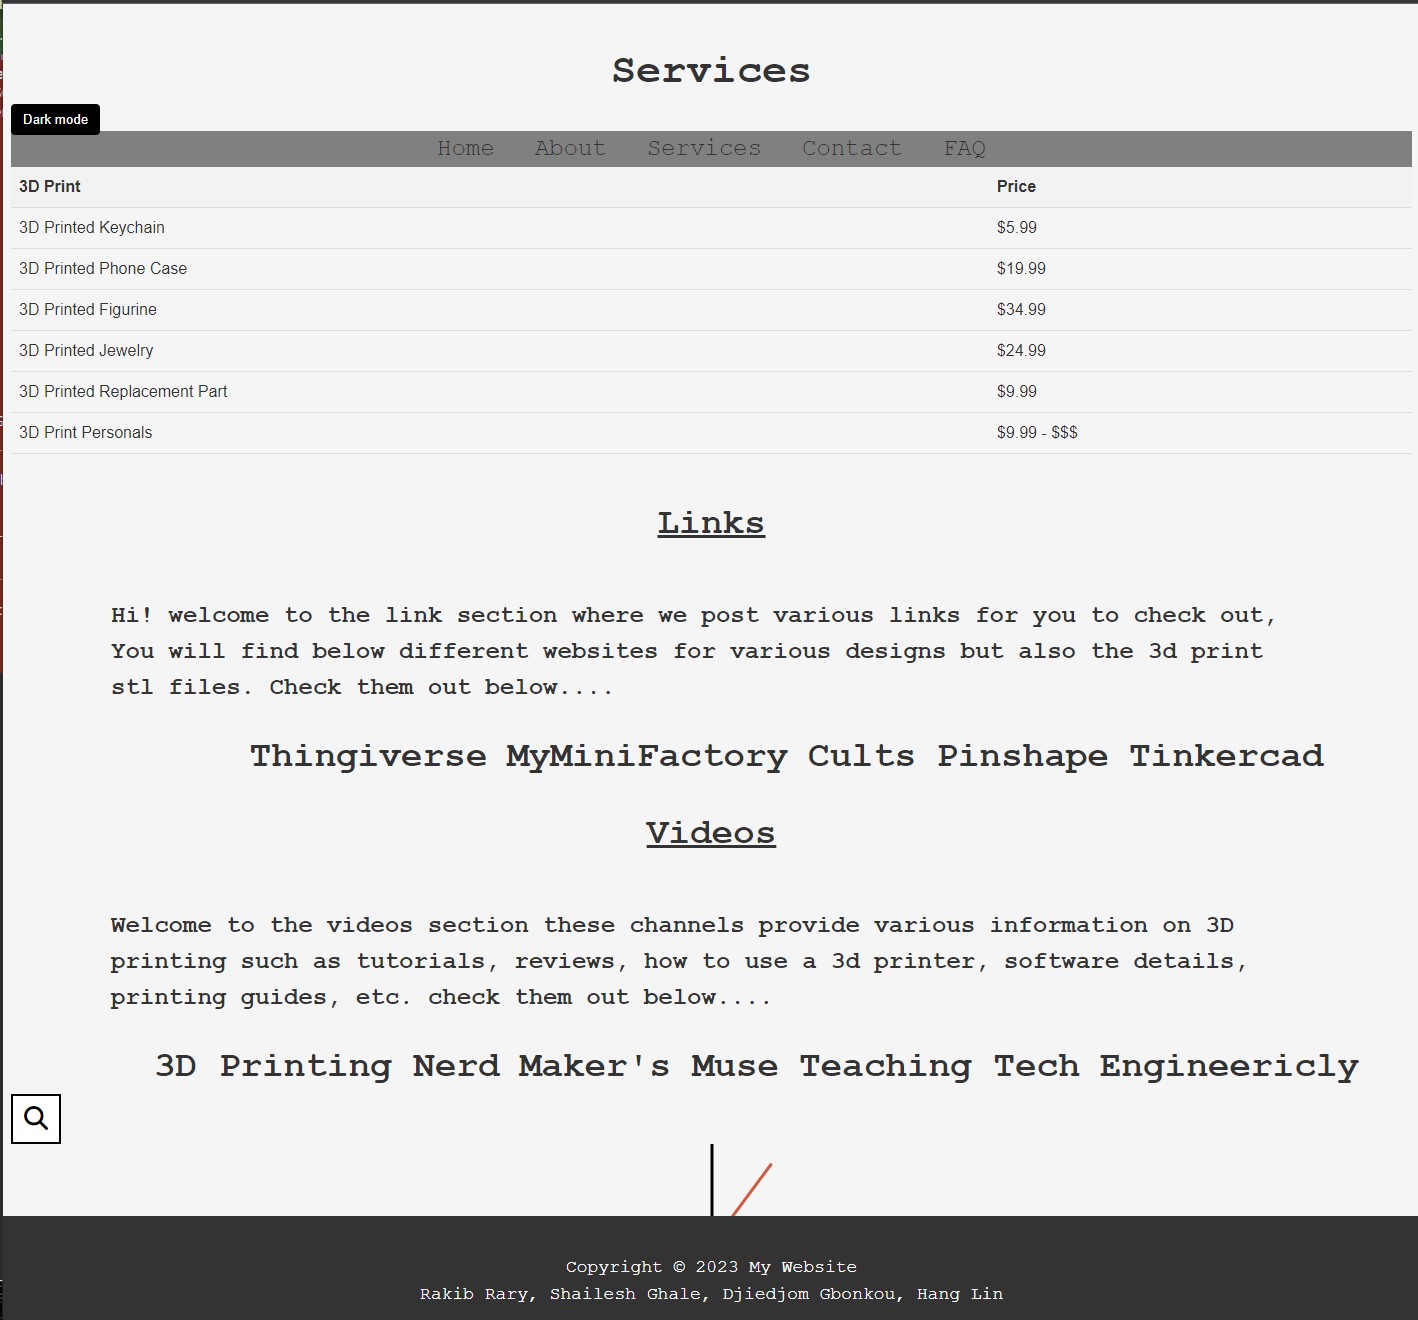 Services
Dark mode
Home About Services Contact FAQ
3D Print Price
3D Printed Keychain $5.99
3D Printed Phone Case $19.99
3D Printed Figurine $34.99
3D Printed Jewelry $24.99
3D Printed Replacement Part $9.99
3D Print Personals $9.99 - $$$
Links
Hi! welcome to the link section where we post various links for you to check out,
You will find below different websites for various designs but also the 3d print
stl files. Check them out below....
Thingiverse MyMiniFactory Cults Pinshape Tinkercad
Videos
Welcome to the videos section these channels provide various information on 3D
printing such as tutorials, reviews, how to use a 3d printer, software details,
printing guides, etc. check them out below....
3D Printing Nerd Maker's Muse Teaching Tech Engineericly
Copyright © 2023 My Website
Rakib Rary, Shailesh Ghale, Djiedjom Gbonkou, Hang Lin